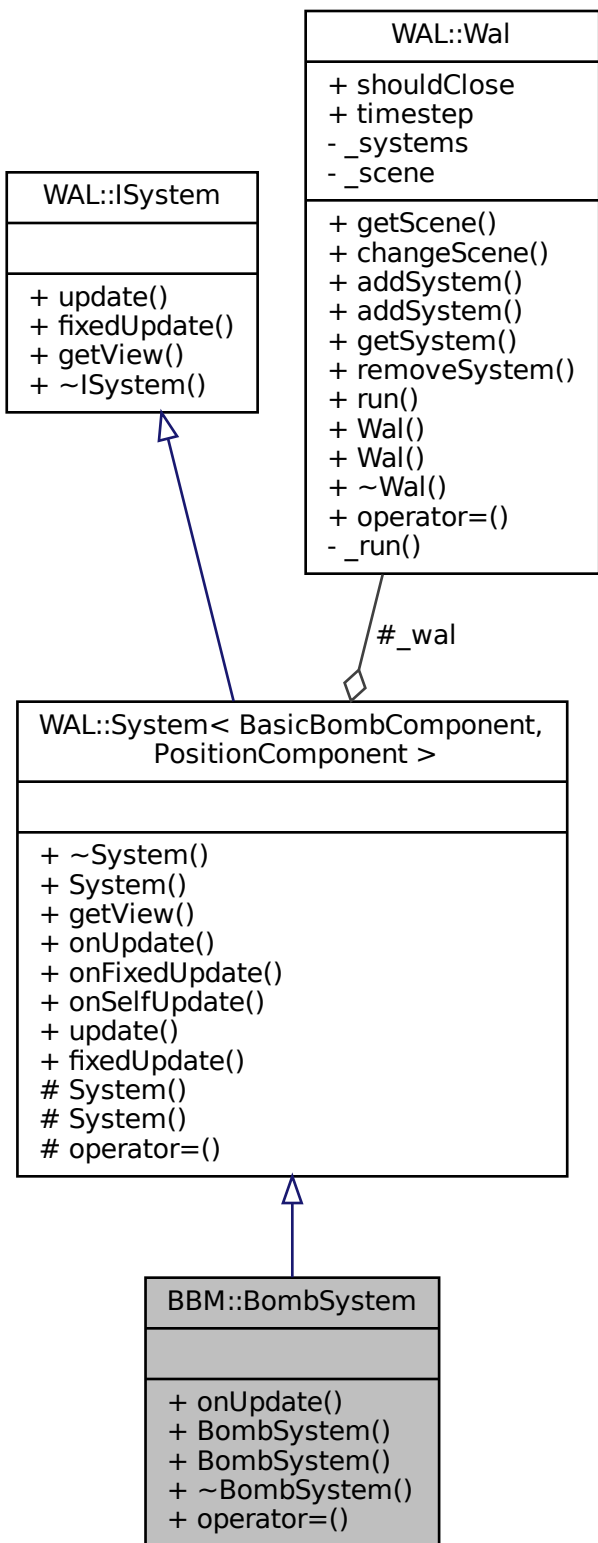 WAL::Wal
+ shouldClose
+ timestep
- _systems
- _scene
+ getScene()
+ changeScene()
+ addSystem()
+ addSystem()
+ getSystem()
+ removeSystem()
+ run()
+ Wal()
+ Wal()
+ ~Wal()
+ operator=()
- _run()
WAL::ISystem
+ update()
+ fixedUpdate()
+ getView()
+ ~ISystem()
#_wal
WAL::System< BasicBombComponent,
PositionComponent >
+ ~System()
+ System()
+ getView()
+ onUpdate()
+ onFixedUpdate()
+ onSelfUpdate()
+ update()
+ fixedUpdate()
# System()
# System()
# operator=()
BBM::BombSystem
+ onUpdate()
+ BombSystem()
+ BombSystem()
+ ~BombSystem()
+ operator=()